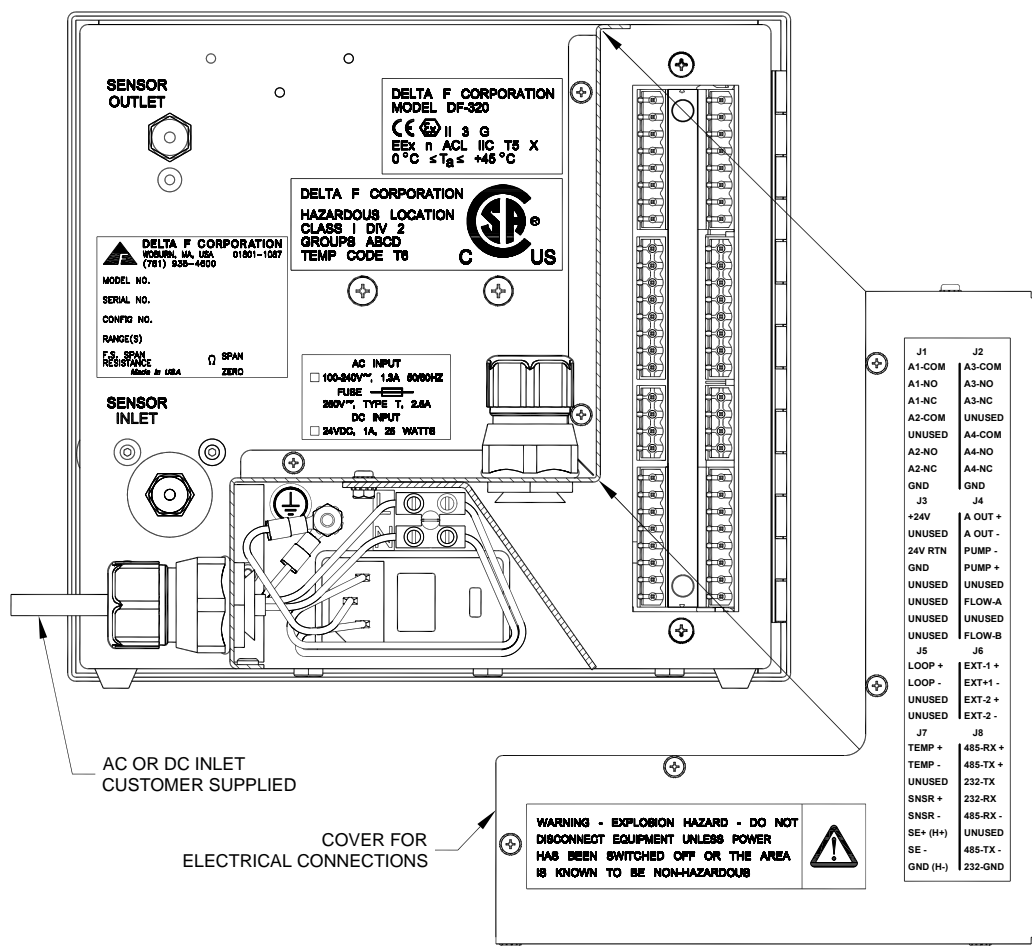 SENSOR
OUTLET
DELTA F CORPORATION
MODEL DF-320
CE Ex II 3 G
EEx n ACL IIC T5 X
0 °C ≤Ta≤ +45 °C
DELTA F CORPORATION
HAZARDOUS LOCATION
CLASS I DIV 2
GROUPS ABCD
TEMP CODE T6
C SA ®
C US
DELTA F CORPORATION
WOBURN, MA, USA 01801-1087
(781) 935-4600
MODEL NO.
SERIAL NO.
CONFIG NO.
RANGE(S)
F.S. SPAN
RESISTANCE
Ω SPAN
ZERO
Made in USA
AC INPUT
100-240V~, 1.3A 50/60HZ
FUSE
250V~, TYPE T, 2.5A
DC INPUT
24VDC, 1A, 25 WATTS
SENSOR
INLET
N
AC OR DC INLET
CUSTOMER SUPPLIED
COVER FOR
ELECTRICAL CONNECTIONS
WARNING - EXPLOSION HAZARD - DO NOT
DISCONNECT EQUIPMENT UNLESS POWER
HAS BEEN SWITCHED OFF OR THE AREA
IS KNOWN TO BE NON-HAZARDOUS
J1 J2
A1-COM A3-COM
A1-NO A3-NO
A1-NC A3-NC
A2-COM UNUSED
UNUSED A4-COM
A2-NO A4-NO
A2-NC A4-NC
GND GND
J3 J4
+24V A OUT +
UNUSED A OUT -
24V RTN PUMP -
GND PUMP +
UNUSED UNUSED
UNUSED FLOW-A
UNUSED UNUSED
UNUSED FLOW-B
J5 J6
LOOP + EXT-1 +
LOOP - EXT+1 -
UNUSED EXT-2 +
UNUSED EXT-2 -
J7 J8
TEMP + 485-RX +
TEMP - 485-TX +
UNUSED 232-TX
SNSR + 232-RX
SNSR - 485-RX -
SE+ (H+) UNUSED
SE - 485-TX -
GND (H-) 232-GND